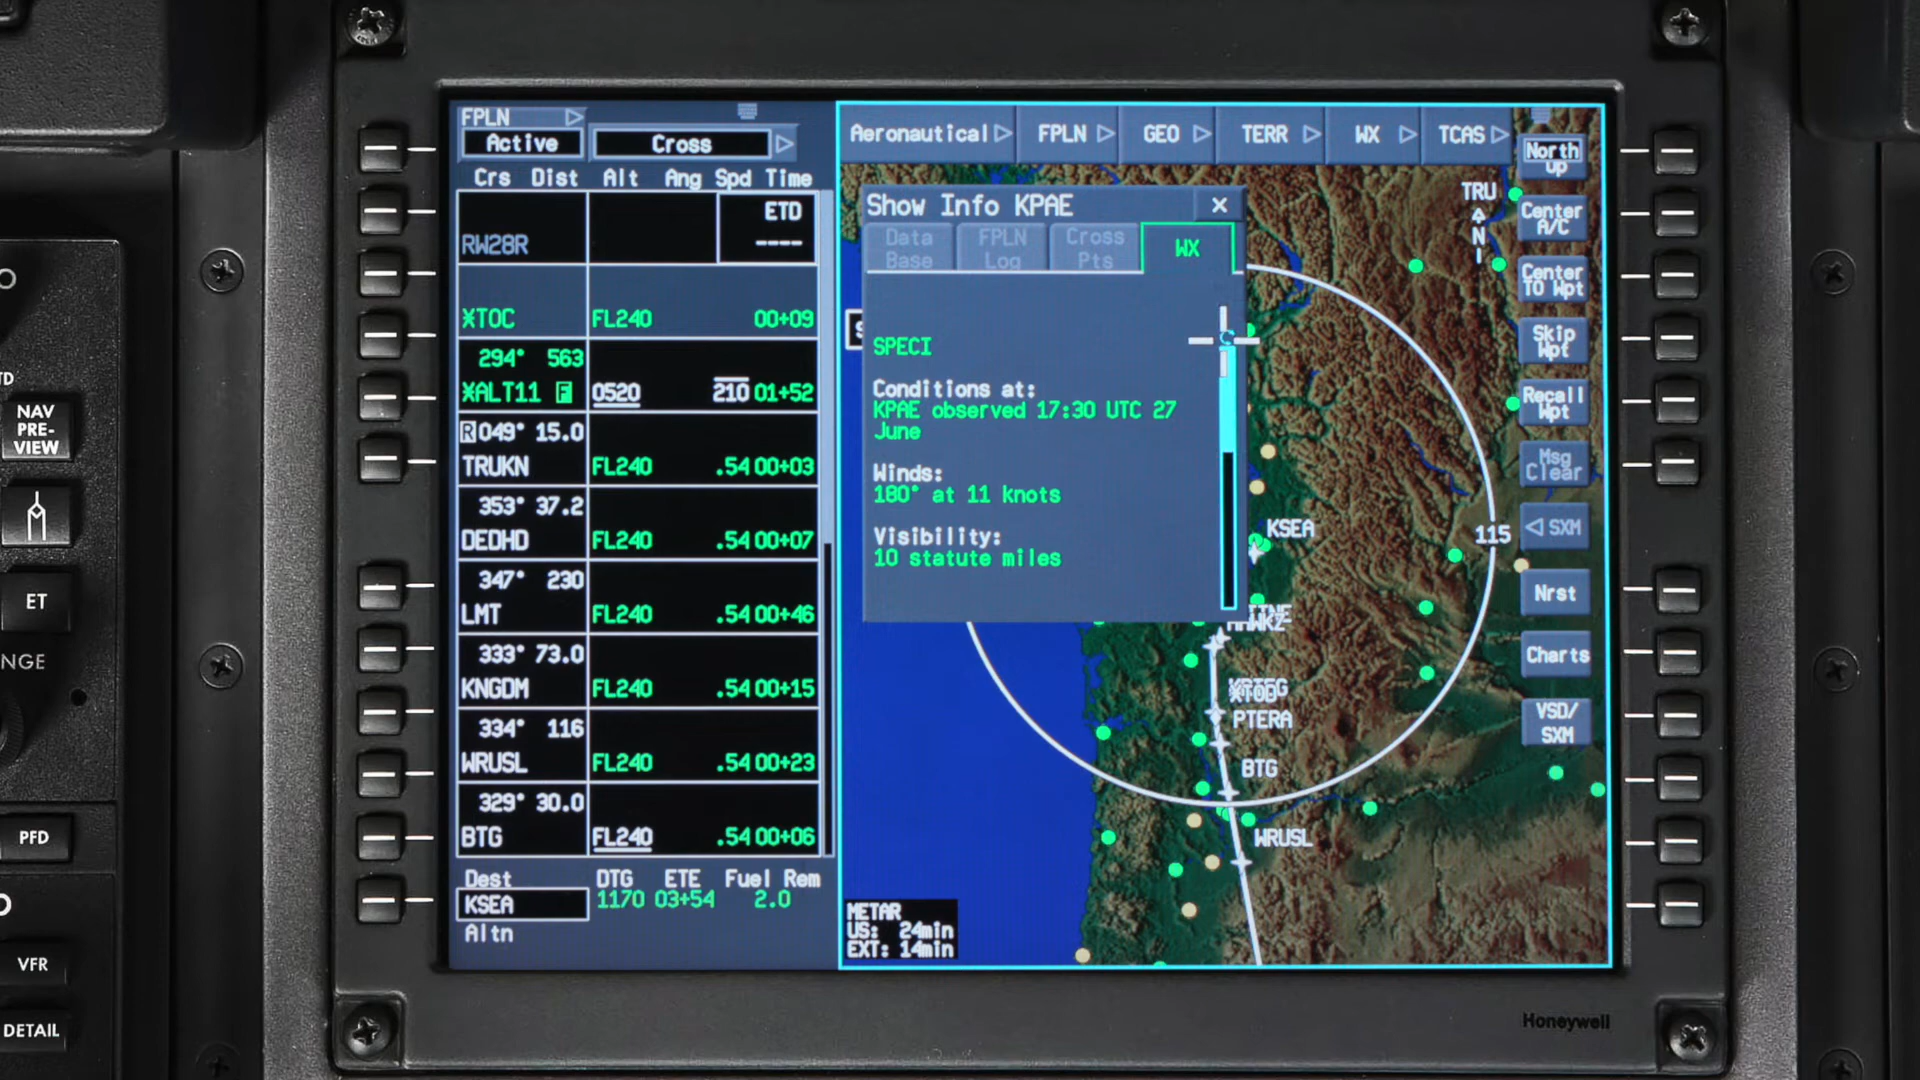 FPLN
Active
Cross
Crs Dist Alt Ang Spd Time
ETD
RW28R
----
*TOC FL240 00+09
294° 563
*ALT11 F 0520 210 01+52
R 049° 15.0
TRUKN FL240 .54 00+03
353° 37.2
DEDHD FL240 .54 00+07
347° 230
LMT FL240 .54 00+46
333° 73.0
KNGDM FL240 .54 00+15
334° 116
WRUSL FL240 .54 00+23
329° 30.0
BTG FL240 .54 00+06
Dest DTG ETE Fuel Rem
KSEA 1170 03+54 2.0
Altn
Aeronautical FPLN GEO TERR WX TCAS
Show Info KPAE ×
Data Base
FPLN Log
Cross Pts
WX
SPECI
Conditions at:
KPAE observed 17:30 UTC 27
June
Winds:
180° at 11 knots
Visibility:
10 statute miles
TRU
N
KSEA
115
HAWKZ
*TOD
PTERA
BTG
WRUSL
METAR
US: 24min
EXT: 14min
North
Up
Center
A/C
Center
TO Wpt
Skip
Wpt
Recall
Wpt
Msg
Clear
SXM
Nrst
Charts
VSD/
SXM
Honeywell
NAV
PRE-
VIEW
ET
NGE
PFD
VFR
DETAIL